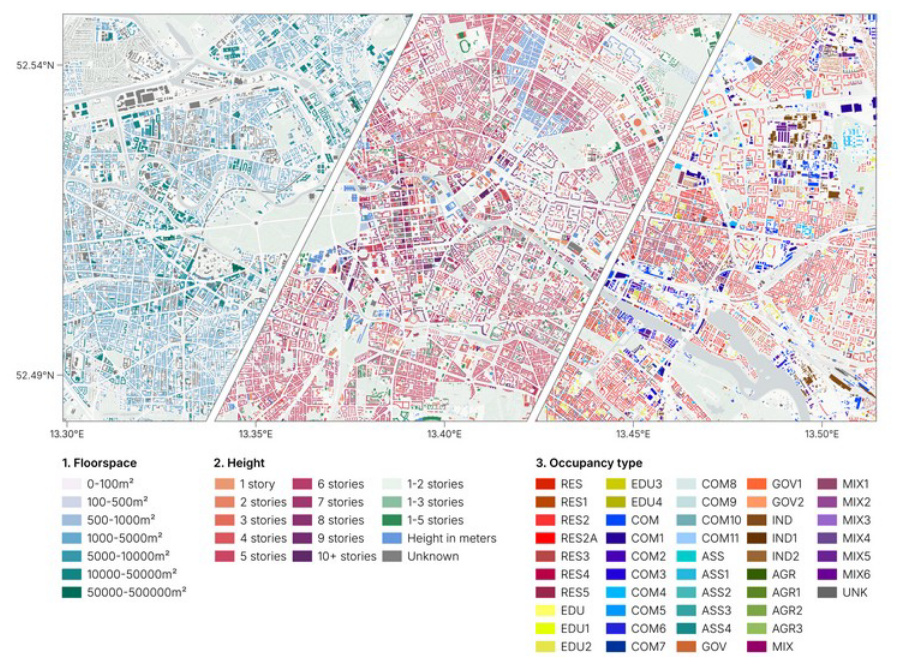 52.54°N
52.49°N
13.30°E 13.35°E 13.40°E 13.45°E 13.50°E
1. Floorspace
0-100m²
100-500m²
500-1000m²
1000-5000m²
5000-10000m²
10000-50000m²
50000-500000m²
2. Height
1 story
2 stories
3 stories
4 stories
5 stories
6 stories
7 stories
8 stories
9 stories
10+ stories
1-2 stories
1-3 stories
1-5 stories
Height in meters
Unknown
3. Occupancy type
RES
RES1
RES2
RES2A
RES3
RES4
RES5
EDU
EDU1
EDU2
EDU3
EDU4
COM
COM1
COM2
COM3
COM4
COM5
COM6
COM7
COM8
COM9
COM10
COM11
ASS
ASS1
ASS2
ASS3
ASS4
GOV
GOV1
GOV2
IND
IND1
IND2
AGR
AGR1
AGR2
AGR3
MIX
MIX1
MIX2
MIX3
MIX4
MIX5
MIX6
UNK